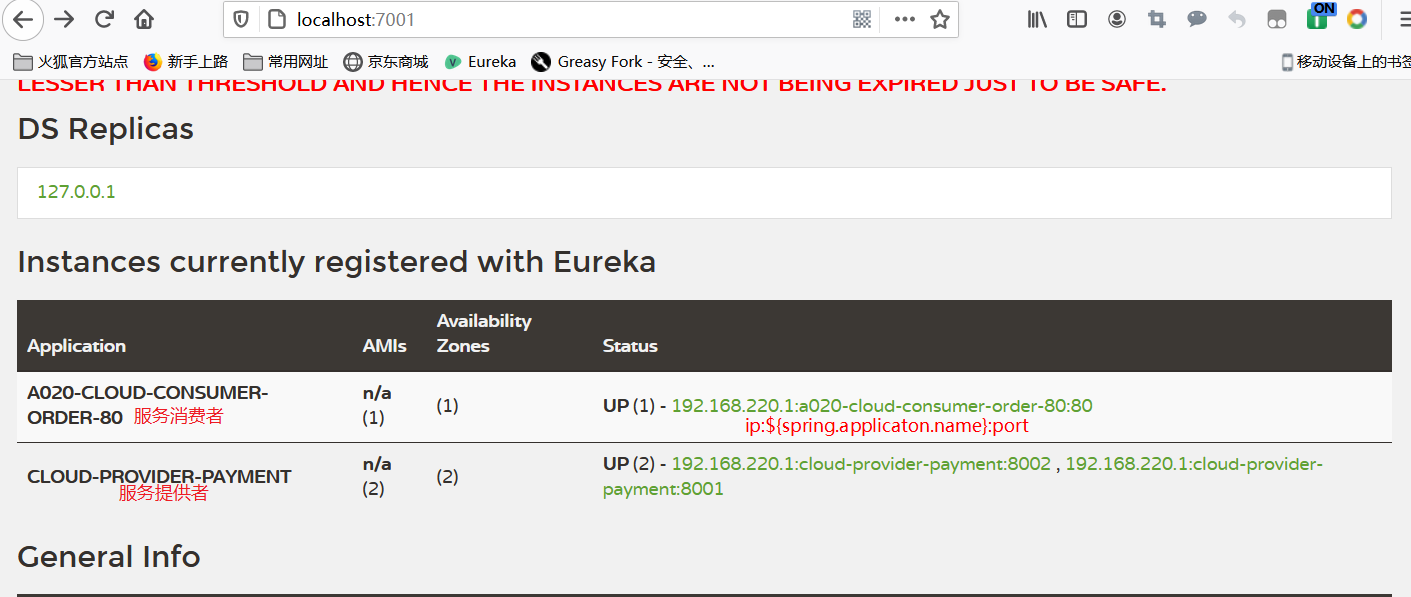 localhost:7001
ON
火狐官方站点 新手上路 常用网址 京东商城 Eureka Greasy Fork - 安全、... 移动设备上的书签
LESSER THAN THRESHOLD AND HENCE THE INSTANCES ARE NOT BEING EXPIRED JUST TO BE SAFE.
DS Replicas
127.0.0.1
Instances currently registered with Eureka
Application AMIs Availability Zones Status
A020-CLOUD-CONSUMER-
ORDER-80 服务消费者
n/a
(1)
(1)
UP (1) - 192.168.220.1:a020-cloud-consumer-order-80:80
ip:${spring.applicaton.name}:port
CLOUD-PROVIDER-PAYMENT
服务提供者
n/a
(2)
(2)
UP (2) - 192.168.220.1:cloud-provider-payment:8002 , 192.168.220.1:cloud-provider-
payment:8001
General Info